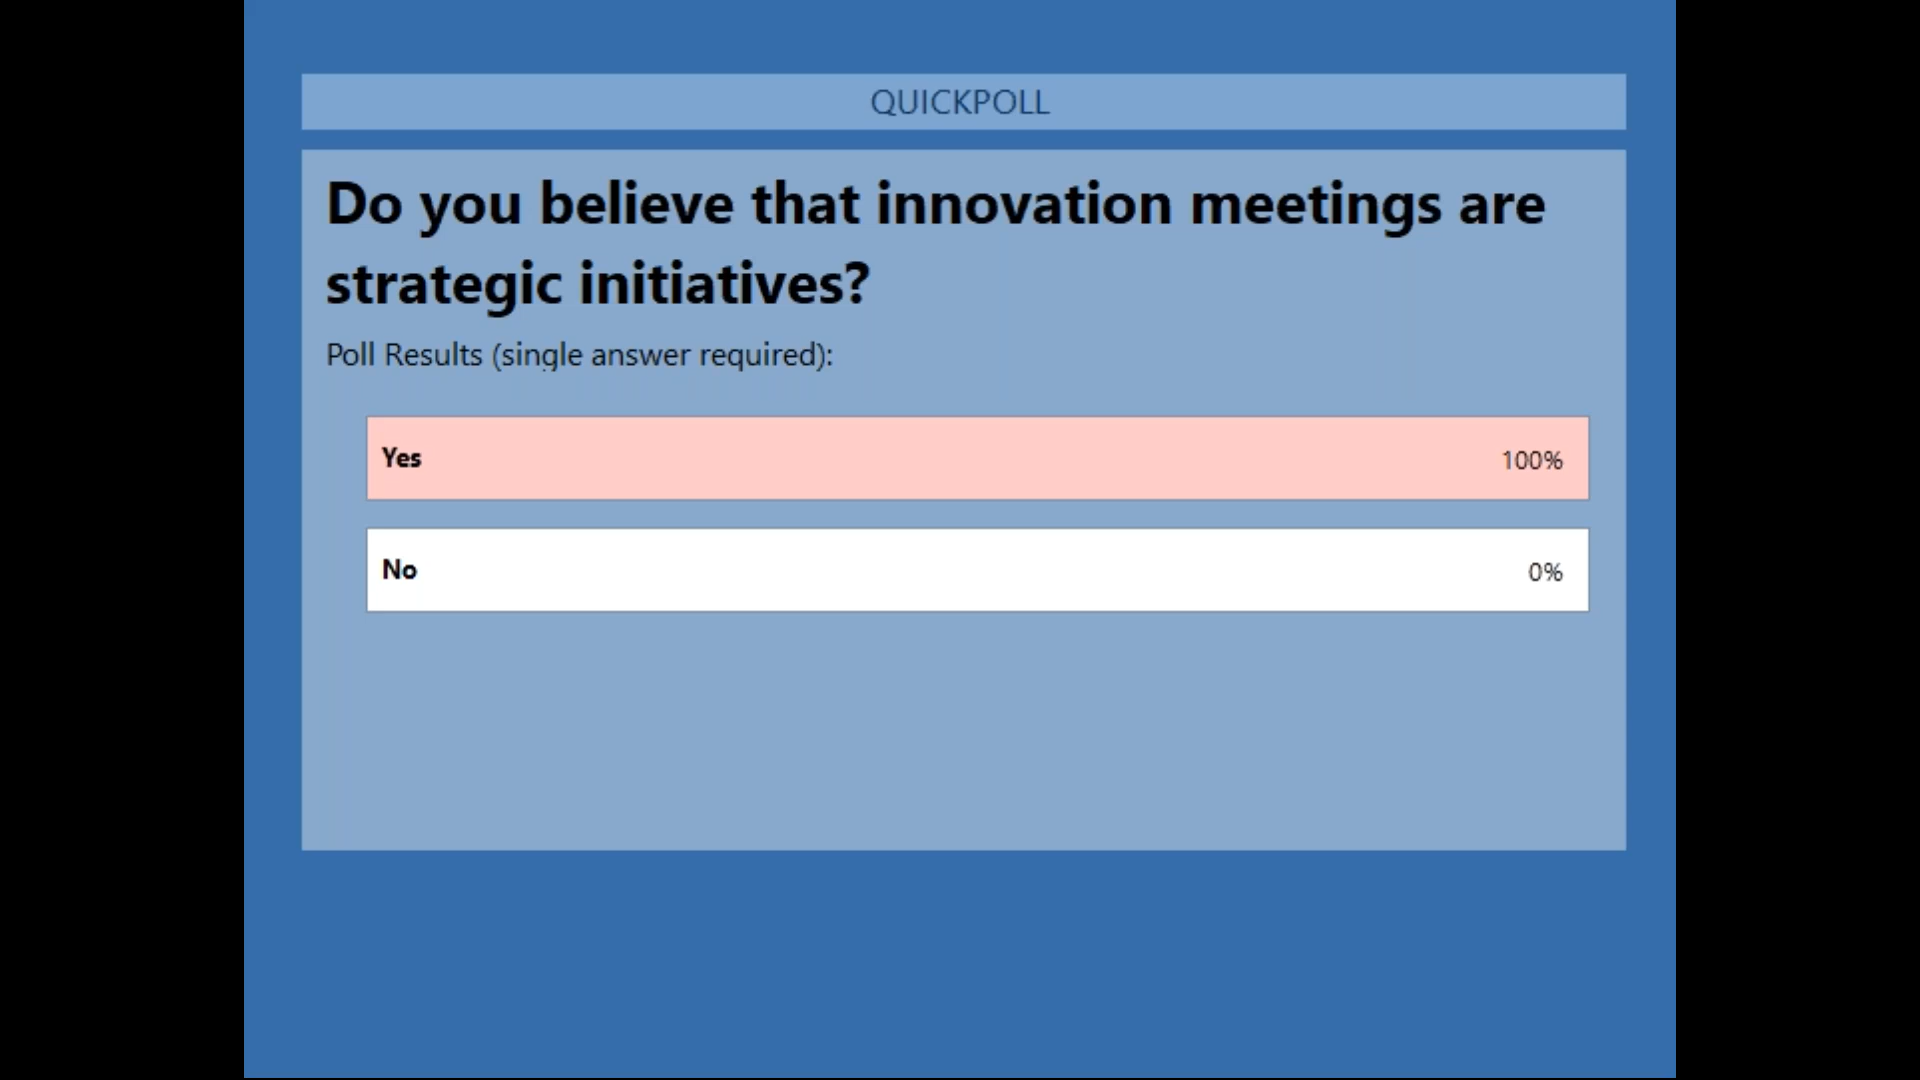 QUICKPOLL
Do you believe that innovation meetings are
strategic initiatives?
Poll Results (single answer required):
Yes 100%
No 0%